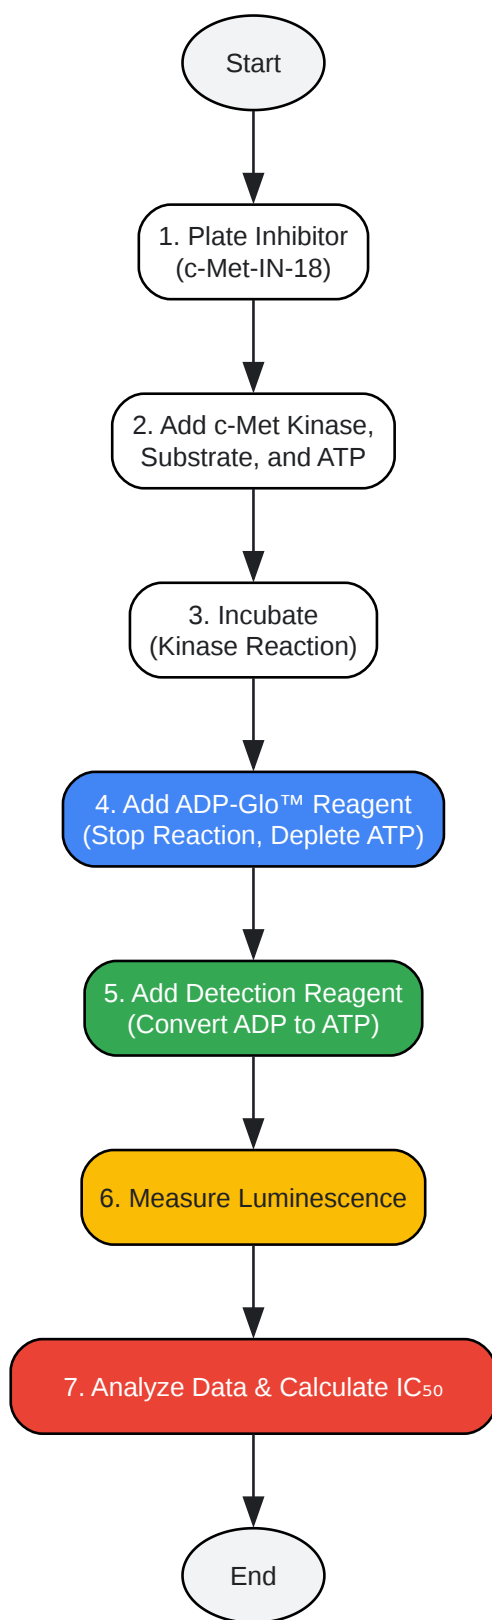 Start
1. Plate Inhibitor
(c-Met-IN-18)
2. Add c-Met Kinase,
Substrate, and ATP
3. Incubate
(Kinase Reaction)
4. Add ADP-Glo™ Reagent
(Stop Reaction, Deplete ATP)
5. Add Detection Reagent
(Convert ADP to ATP)
6. Measure Luminescence
7. Analyze Data & Calculate IC₅₀
End